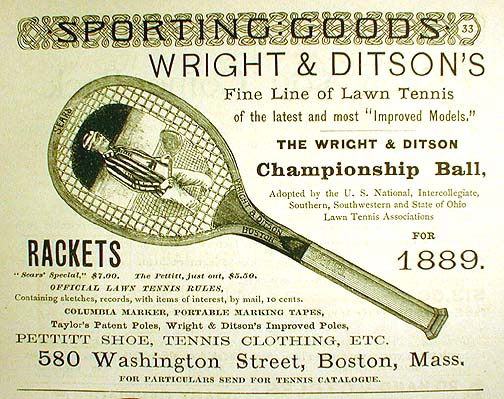 SPORTING GOODS 33
WRIGHT & DITSON'S
Fine Line of Lawn Tennis
of the latest and most "Improved Models."
THE WRIGHT & DITSON
Championship Ball,
Adopted by the U. S. National, Intercollegiate,
Southern, Southwestern and State of Ohio
Lawn Tennis Associations
FOR
1889.
SEARS
WRIGHT & DITSON
BOSTON
RACKETS
"Sears' Special," $7.00. The Pettitt, just out, $5.50.
OFFICIAL LAWN TENNIS RULES,
Containing sketches, records, with items of interest, by mail, 10 cents.
COLUMBIA MARKER, PORTABLE MARKING TAPES,
Taylor's Patent Poles, Wright & Ditson's Improved Poles,
PETTITT SHOE, TENNIS CLOTHING, ETC.
580 Washington Street, Boston, Mass.
FOR PARTICULARS SEND FOR TENNIS CATALOGUE.